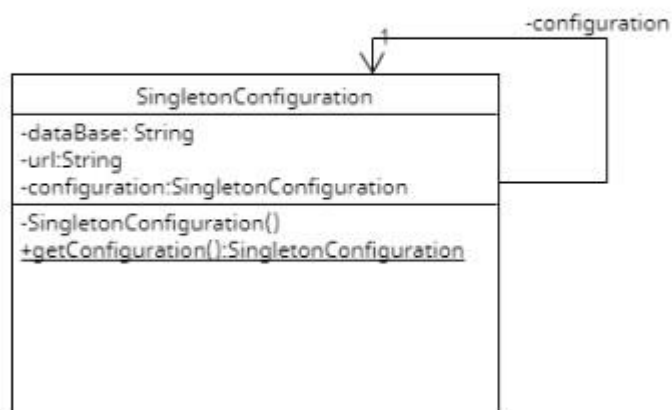 -configuration
1
SingletonConfiguration
-dataBase: String
-url:String
-configuration:SingletonConfiguration
-SingletonConfiguration()
+getConfiguration():SingletonConfiguration